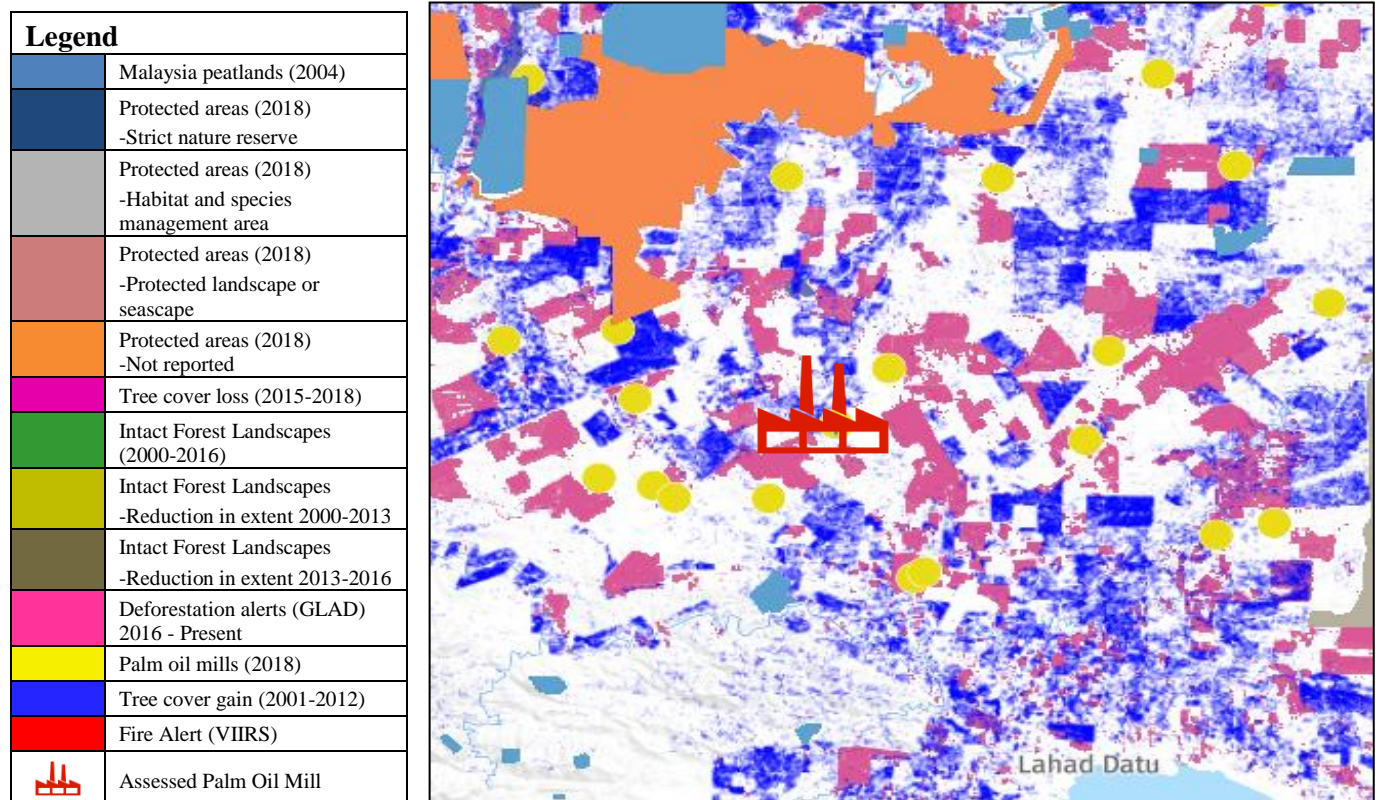 Legend
Malaysia peatlands (2004)
Protected areas (2018)
-Strict nature reserve
Protected areas (2018)
-Habitat and species
management area
Protected areas (2018)
-Protected landscape or
seascape
Protected areas (2018)
-Not reported
Tree cover loss (2015-2018)
Intact Forest Landscapes
(2000-2016)
Intact Forest Landscapes
-Reduction in extent 2000-2013
Intact Forest Landscapes
-Reduction in extent 2013-2016
Deforestation alerts (GLAD)
2016 - Present
Palm oil mills (2018)
Tree cover gain (2001-2012)
Fire Alert (VIIRS)
Assessed Palm Oil Mill
Lahad Datu